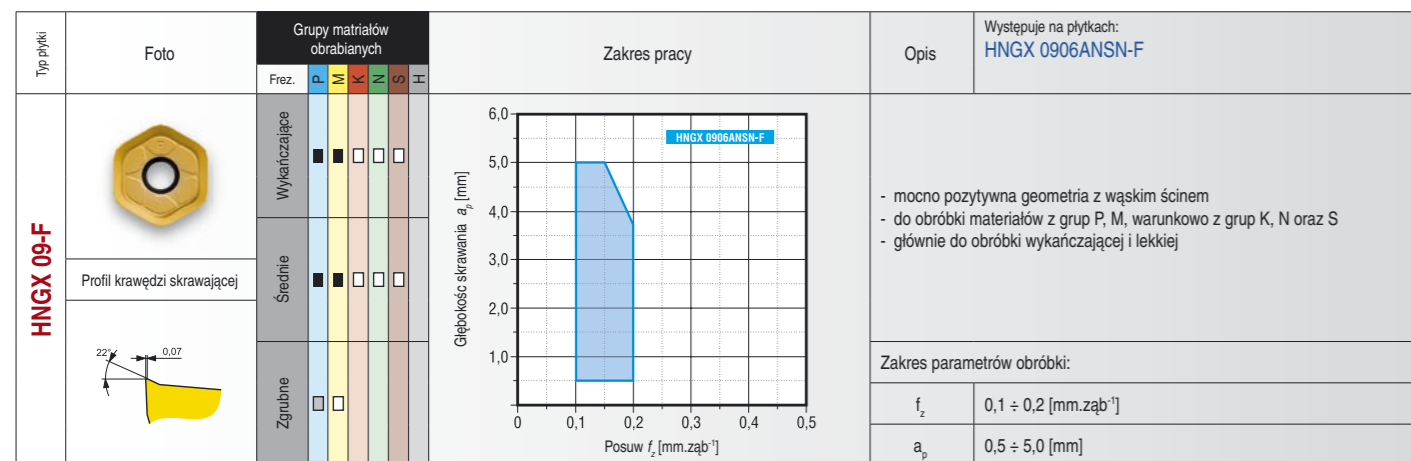 Typ płytki
Foto
Grupy matriałów
obrabianych
Frez.
P
M
K
N
S
H
Zakres pracy
Opis
Występuje na płytkach:
HNGX 0906ANSN-F
HNGX 09-F
Profil krawędzi skrawającej
22°
0,07
Wykańczające
Średnie
Zgrubne
Głębokośc skrawania ap [mm]
6,0
5,0
4,0
3,0
2,0
1,0
HNGX 0906ANSN-F
0
0,1
0,2
0,3
0,4
0,5
Posuw fz [mm.ząb-1]
- mocno pozytywna geometria z wąskim ścinem
- do obróbki materiałów z grup P, M, warunkowo z grup K, N oraz S
- głównie do obróbki wykańczającej i lekkiej
Zakres parametrów obróbki:
fz
0,1 ÷ 0,2 [mm.ząb-1]
ap
0,5 ÷ 5,0 [mm]